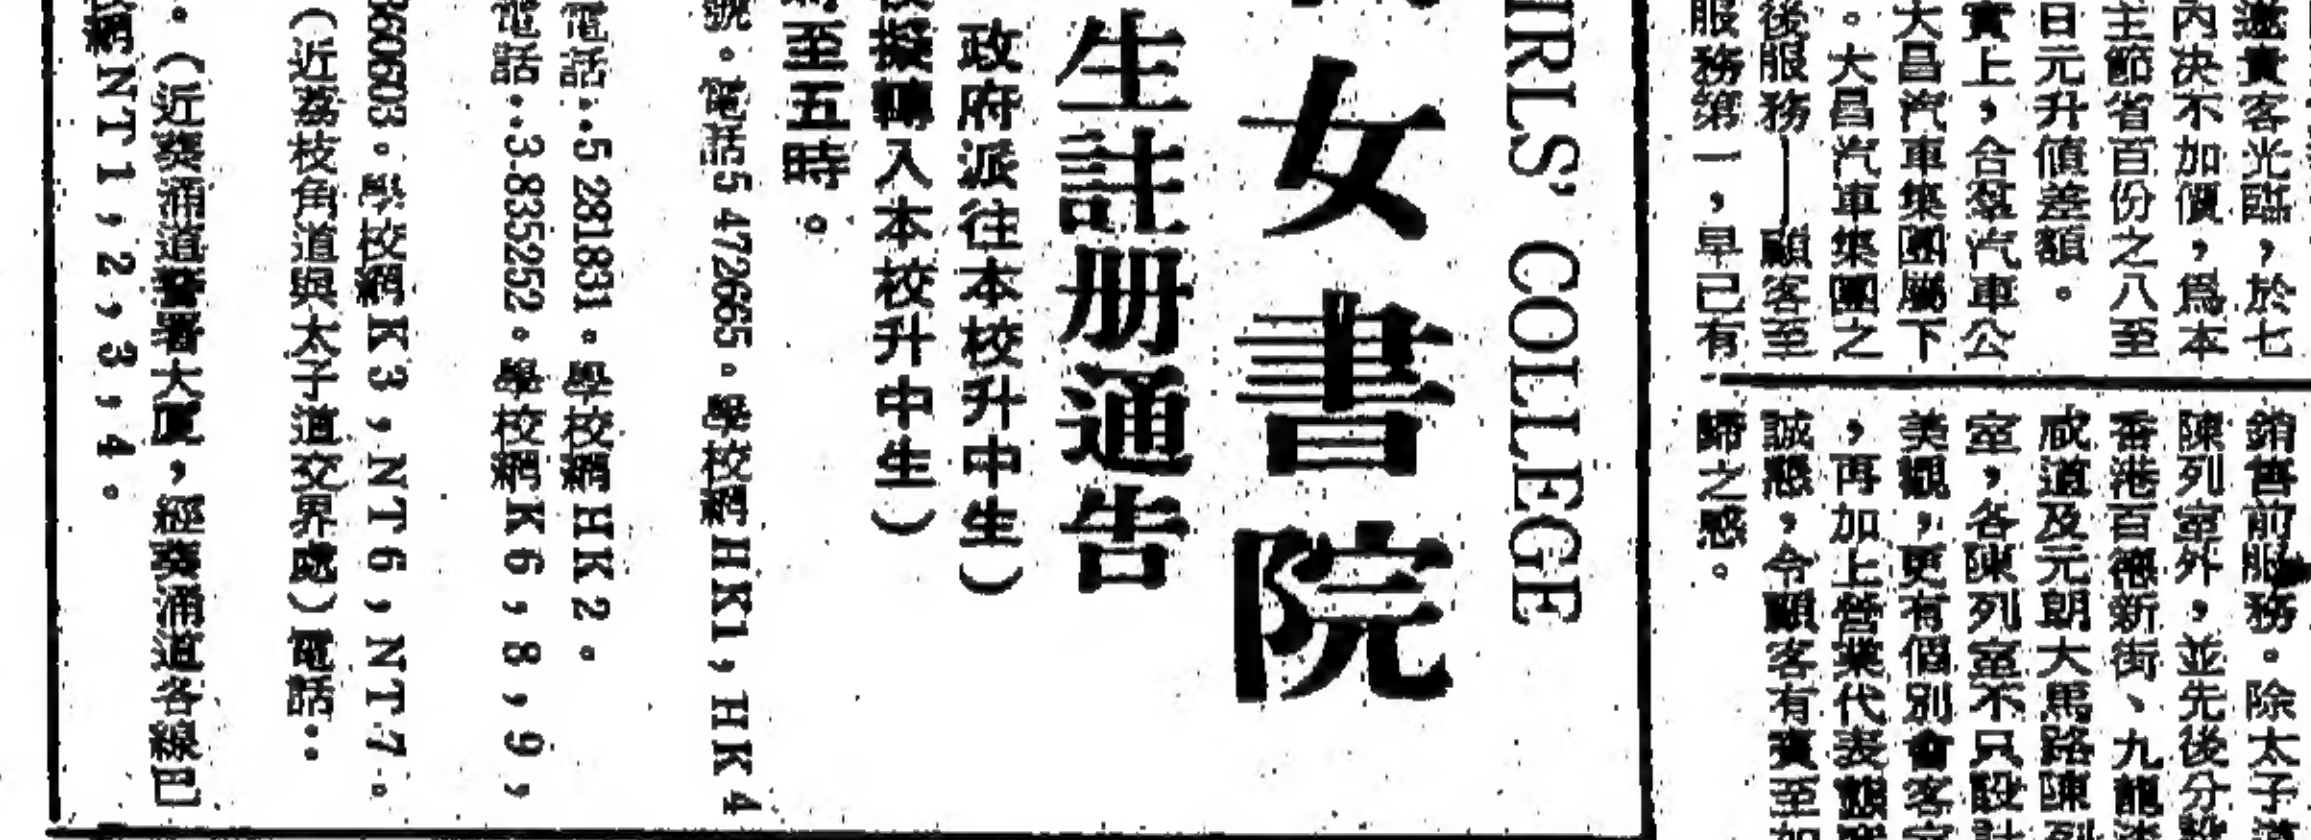 遂貴客光臨，於七
內决不加價，爲本
主節省百份之八至
日元升値差額。
實上，合羣汽車公
大昌汽車集團屬下
。大昌汽車集團之
後服務——顧客至
服務第一，早已有
銷售前服務。除太子
陳列室外，並先後分設
香港百德新街、九龍
咸道及元朗大馬路陳列
室，各陳列室不只設計
美觀，更有個別會客
，再加上營業代表
誠懇，令顧客有賓至如
歸之感。
IRLS' COLLEGE
女書院
生註册通告
政府派往本校升中生）
擬轉入本校升中生）
至五時。
號。電話5 472665。學校網HK1，HK4
電話：5 281831。學校網HK2。
電話：3-835252。學校網K6，8，9，
860603。學校網K3，NT6，NT7。
（近荔枝角道與太子道交界處）電話：
。（近葵涌道警署大廈，經葵涌道各線巴
網NT1，2，3，4。